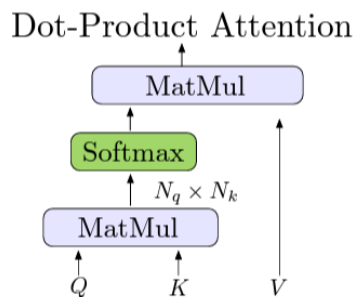 Dot-Product Attention
MatMul
Softmax
N_q × N_k
MatMul
Q K V